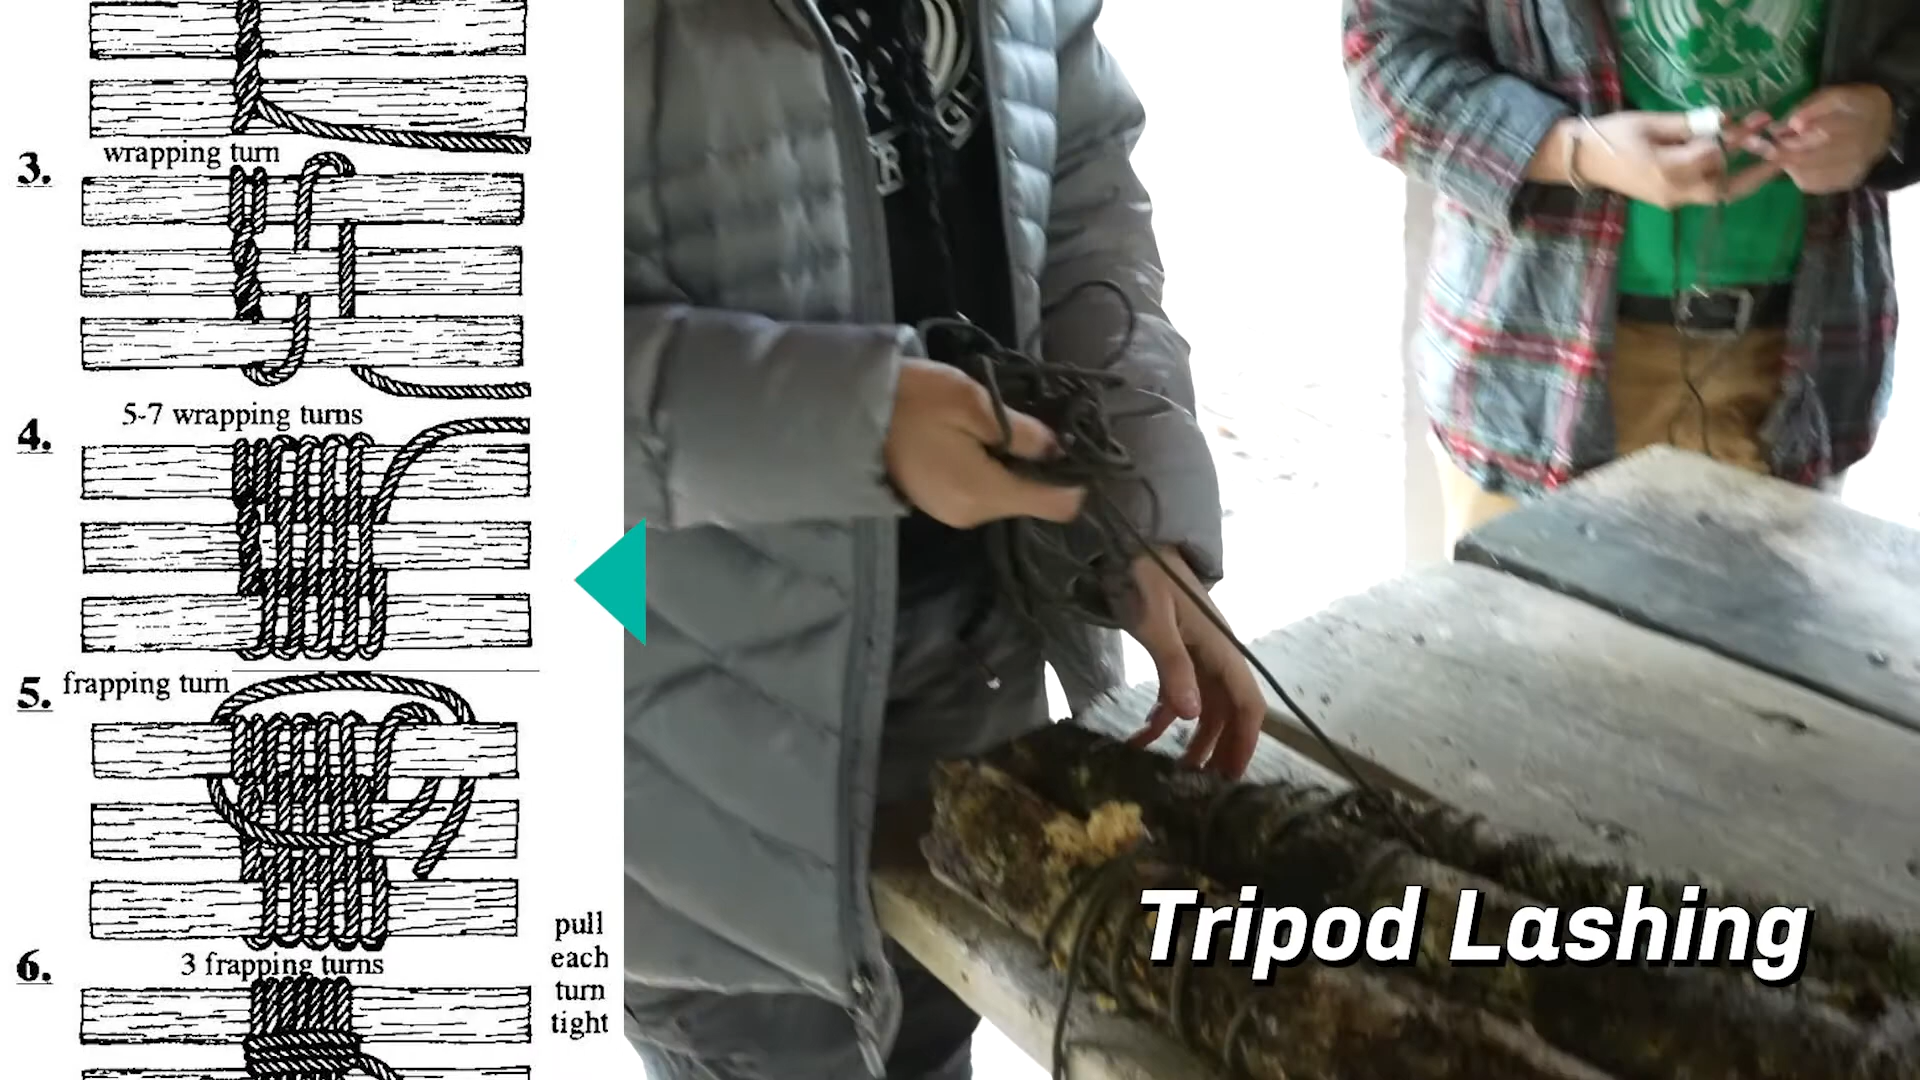 3.
wrapping turn
4.
5-7 wrapping turns
5.
frapping turn
6.
3 frapping turns
pull
each
turn
tight
Tripod Lashing